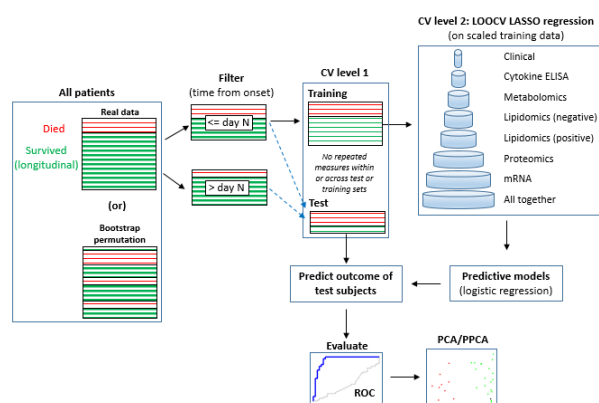 CV level 2: LOOCV LASSO regression
(on scaled training data)
Clinical
Cytokine ELISA
Metabolomics
Lipidomics (negative)
Lipidomics (positive)
Proteomics
mRNA
All together
All patients
Real data
Died
Survived
(longitudinal)
(or)
Bootstrap
permutation
Filter
(time from onset)
<= day N
> day N
CV level 1
Training
No repeated
measures within
or across test or
training sets
Test
Predict outcome of
test subjects
Predictive models
(logistic regression)
Evaluate
ROC
PCA/PPCA